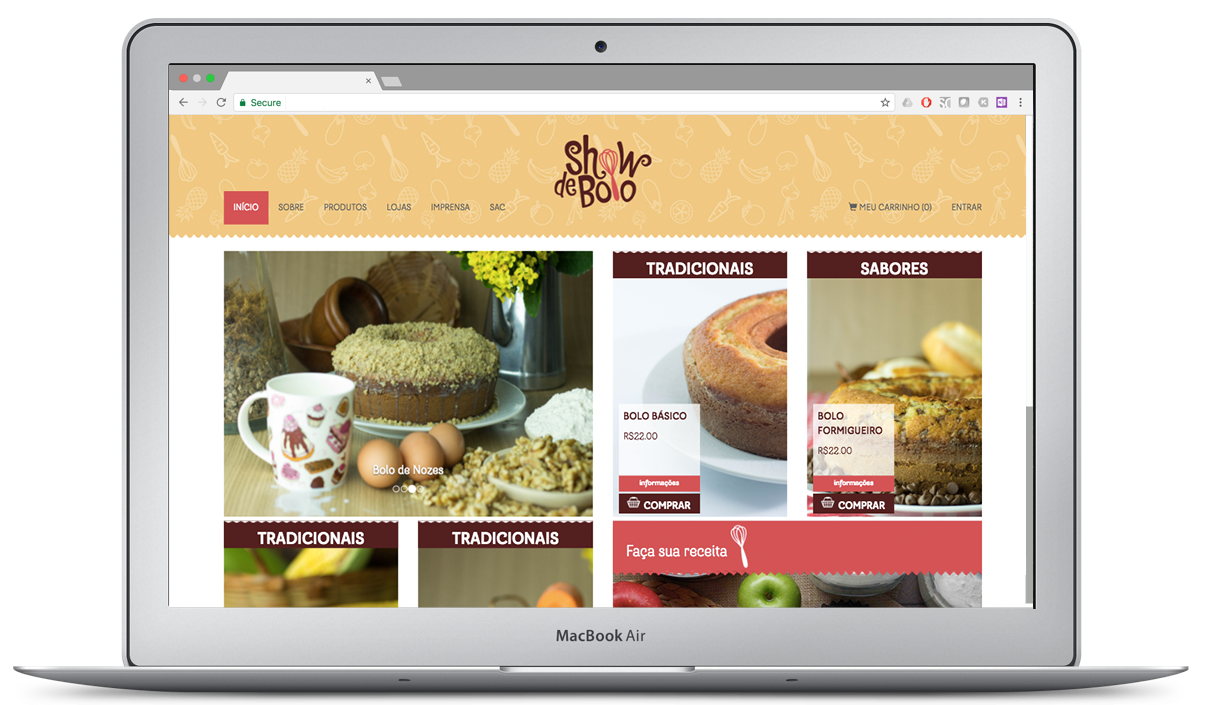 Secure
Show
de Bolo
INÍCIO SOBRE PRODUTOS LOJAS IMPRENSA SAC
MEU CARRINHO (0) ENTRAR
Bolo de Nozes
TRADICIONAIS
BOLO BÁSICO
R$22.00
informações
COMPRAR
SABORES
BOLO
FORMIGUEIRO
R$22.00
informações
COMPRAR
TRADICIONAIS
TRADICIONAIS
Faça sua receita
MacBook Air